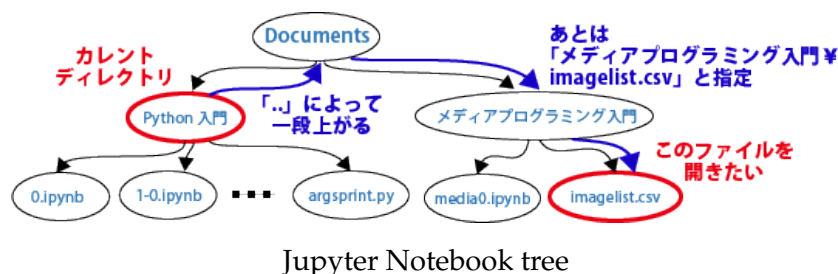 Documents
カレント
ディレクトリ
あとは
「メディアプログラミング入門¥
imagelist.csv」と指定
「..」によって
一段上がる
Python 入門
メディアプログラミング入門
このファイルを
開きたい
0.ipynb
1-0.ipynb
argsprint.py
media0.ipynb
imagelist.csv
Jupyter Notebook tree